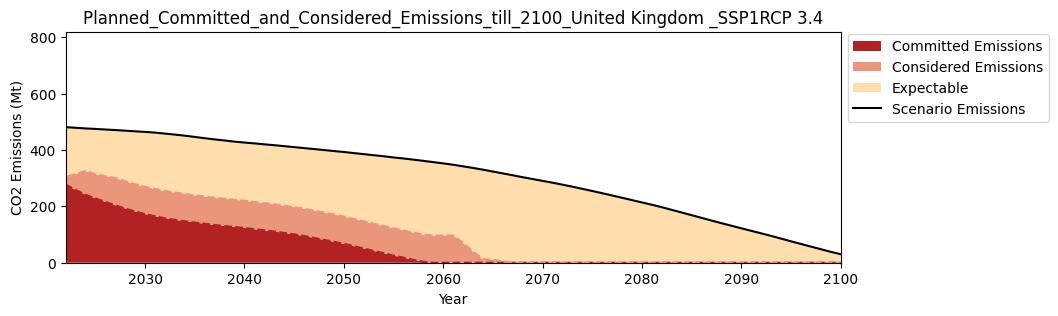 Planned_Committed_and_Considered_Emissions_till_2100_United Kingdom _SSP1RCP 3.4
800
600
400
200
0
CO2 Emissions (Mt)
2030 2040 2050 2060 2070 2080 2090 2100
Year
Committed Emissions
Considered Emissions
Expectable
Scenario Emissions